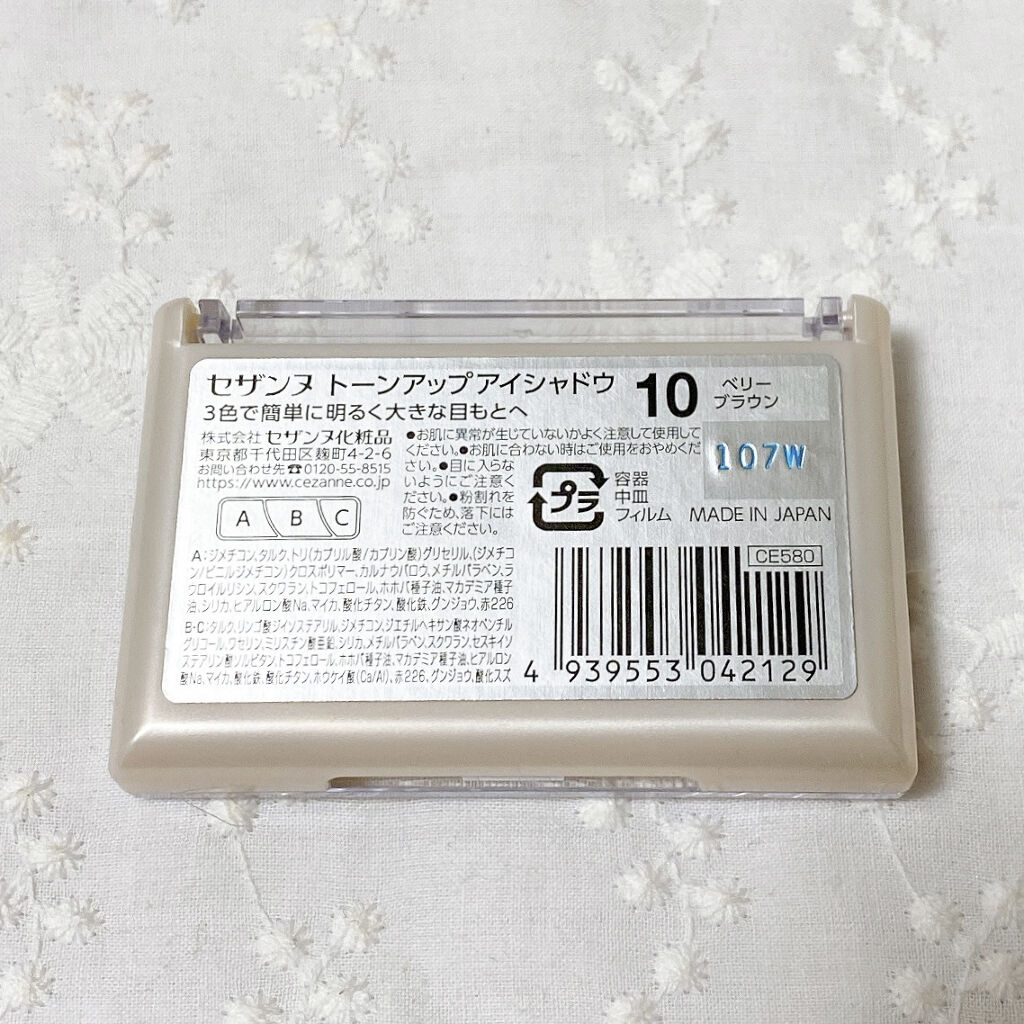 セザンヌ トーンアップアイシャドウ 10 ベリー
ブラウン
3色で簡単に明るく大きな目もとへ
株式会社 セザンヌ化粧品
東京都千代田区麹町4-2-6
お問い合わせ先☎0120-55-8515
https://www.cezanne.co.jp
●お肌に異常が生じていないかよく注意して使用して
ください。●お肌に合わない時はご使用をおやめくださ
い。●目に入らな
いようにご注意く
ださい。●粉割れを
防ぐため、落下には
ご注意ください。
107W
プラ
容器
中皿
フィルム
MADE IN JAPAN
A B C
A:ジメチコン,タルク,トリ(カプリル酸/カプリン酸)グリセリル,(ジメチコ
ン/ビニルジメチコン)クロスポリマー,カルナウバロウ,メチルパラベン,ラ
ウロイルリシン,スクワラン,トコフェロール,ホホバ種子油,マカデミア種子
油,シリカ,ヒアルロン酸Na,マイカ,酸化チタン,酸化鉄,グンジョウ,赤226
B・C:タルク,リンゴ酸ジイソステアリル,ジメチコン,ジエチルヘキサン酸ネオペンチル
グリコール,ワセリン,ミリスチン酸亜鉛,シリカ,メチルパラベン,スクワラン,セスキイソ
ステアリン酸ソルビタン,トコフェロール,ホホバ種子油,マカデミア種子油,ヒアルロン
酸Na,マイカ,酸化鉄,酸化チタン,ホウケイ酸(Ca/Al),赤226,グンジョウ,酸化スズ
CE580
4 939553 042129